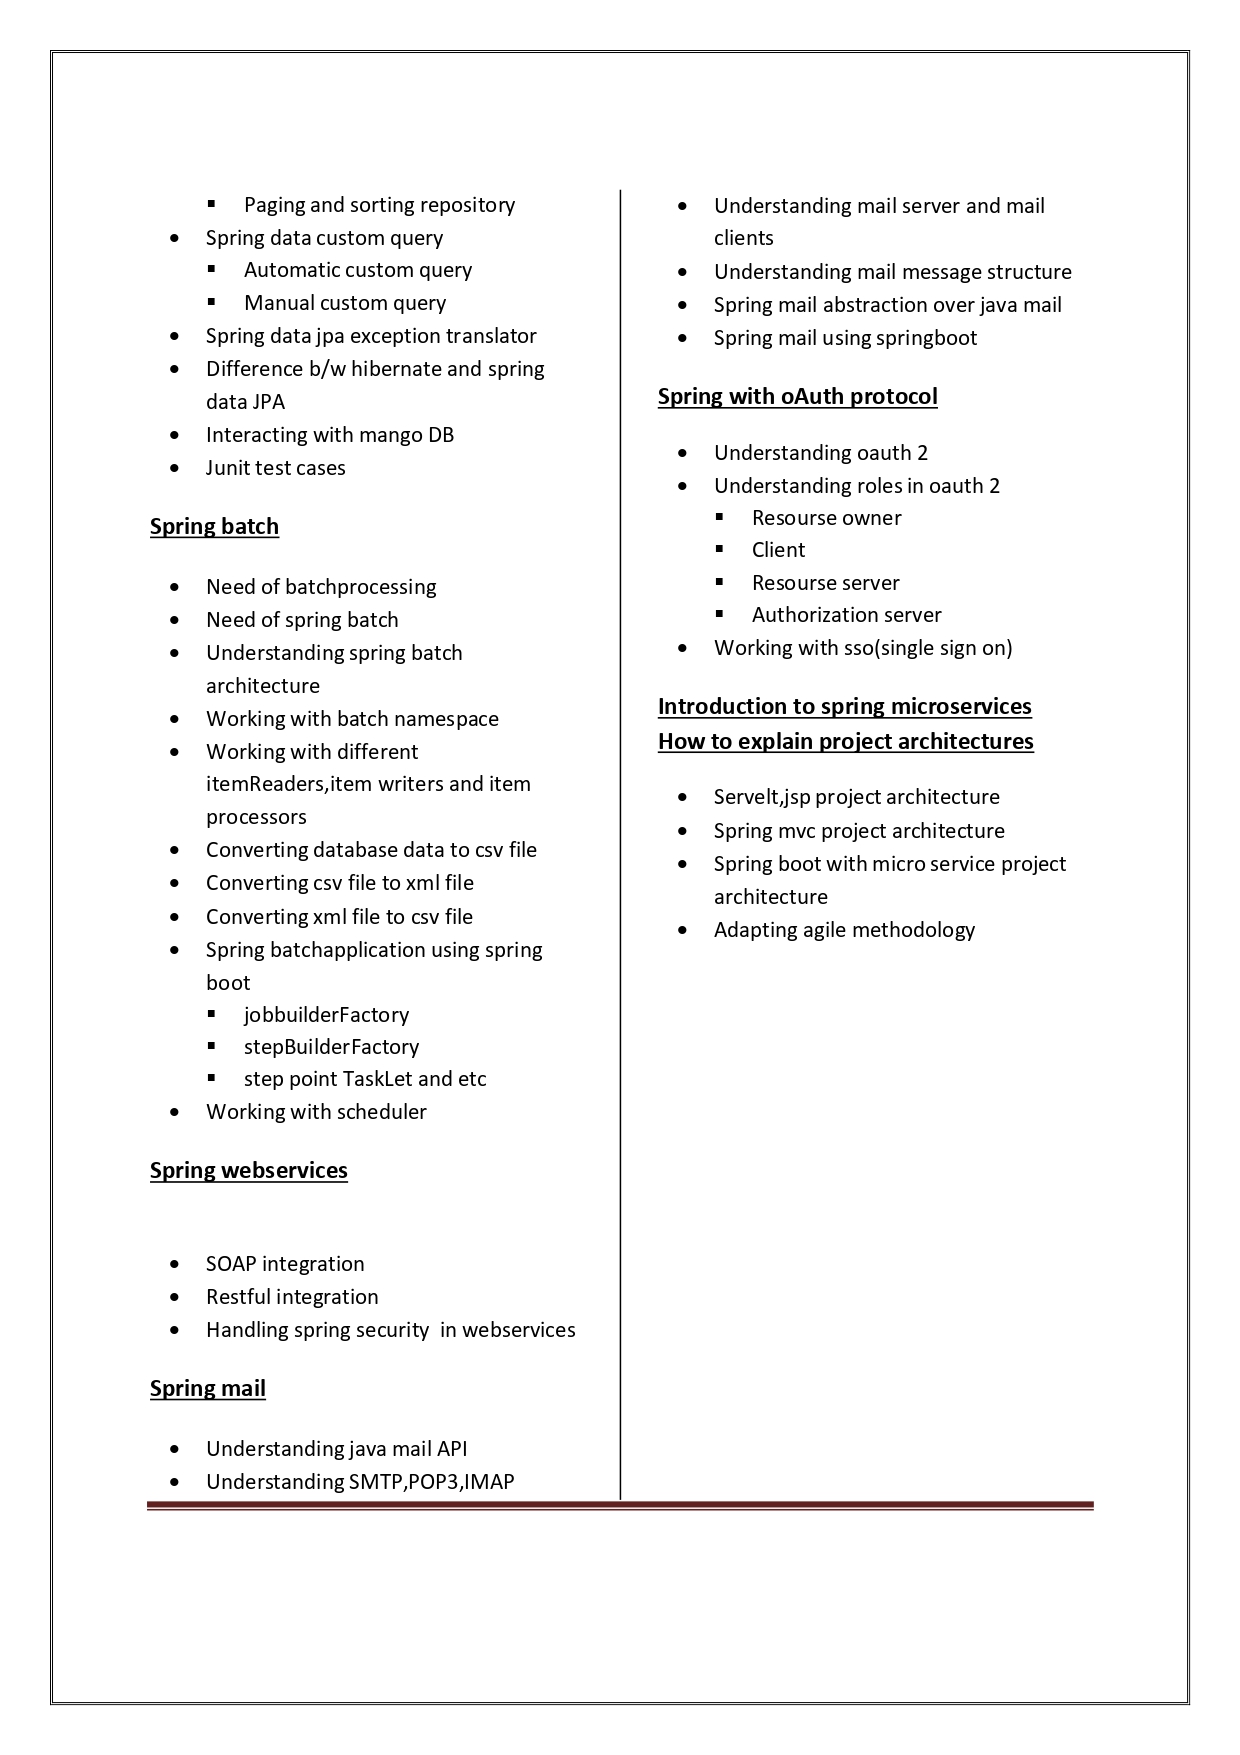 ▪ Paging and sorting repository
• Spring data custom query
▪ Automatic custom query
▪ Manual custom query
• Spring data jpa exception translator
• Difference b/w hibernate and spring
data JPA
• Interacting with mango DB
• Junit test cases
Spring batch
• Need of batchprocessing
• Need of spring batch
• Understanding spring batch
architecture
• Working with batch namespace
• Working with different
itemReaders,item writers and item
processors
• Converting database data to csv file
• Converting csv file to xml file
• Converting xml file to csv file
• Spring batchapplication using spring
boot
▪ jobbuilderFactory
▪ stepBuilderFactory
▪ step point TaskLet and etc
• Working with scheduler
Spring webservices
• SOAP integration
• Restful integration
• Handling spring security  in webservices
Spring mail
• Understanding java mail API
• Understanding SMTP,POP3,IMAP
• Understanding mail server and mail
clients
• Understanding mail message structure
• Spring mail abstraction over java mail
• Spring mail using springboot
Spring with oAuth protocol
• Understanding oauth 2
• Understanding roles in oauth 2
▪ Resourse owner
▪ Client
▪ Resourse server
▪ Authorization server
• Working with sso(single sign on)
Introduction to spring microservices
How to explain project architectures
• Servelt,jsp project architecture
• Spring mvc project architecture
• Spring boot with micro service project
architecture
• Adapting agile methodology